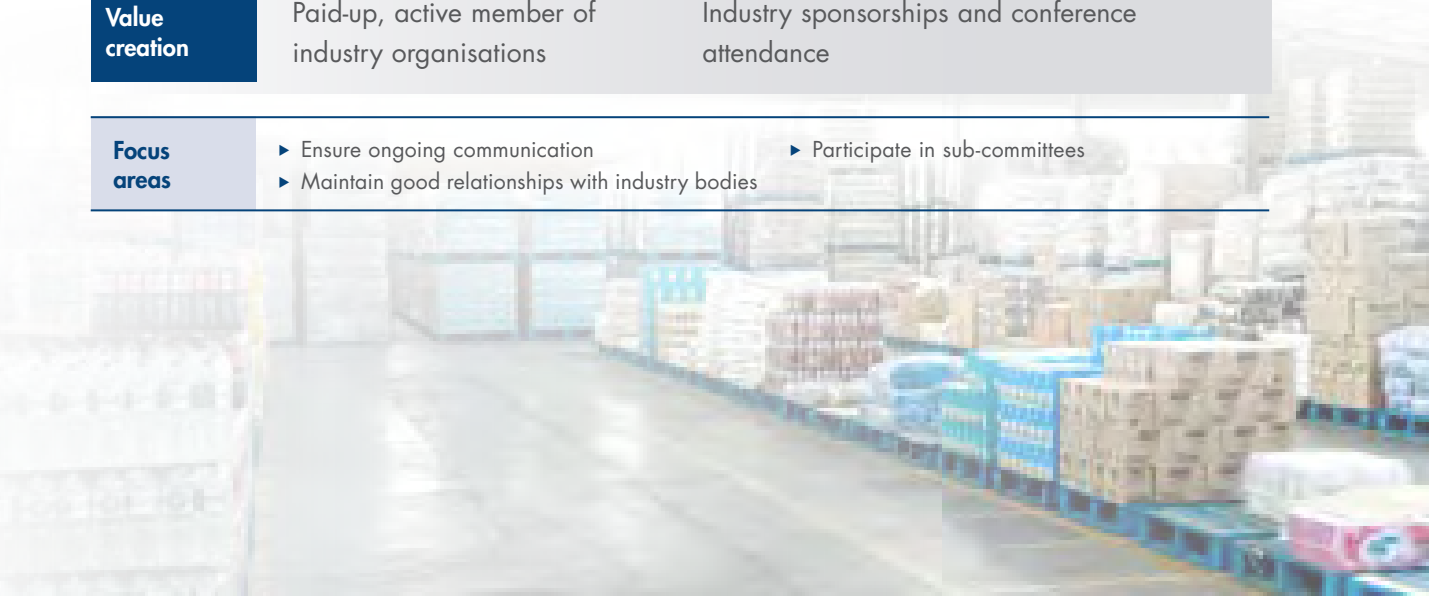 Value
creation
Paid-up, active member of
industry organisations
Industry sponsorships and conference
attendance
Focus
areas
▶ Ensure ongoing communication
▶ Maintain good relationships with industry bodies
▶ Participate in sub-committees